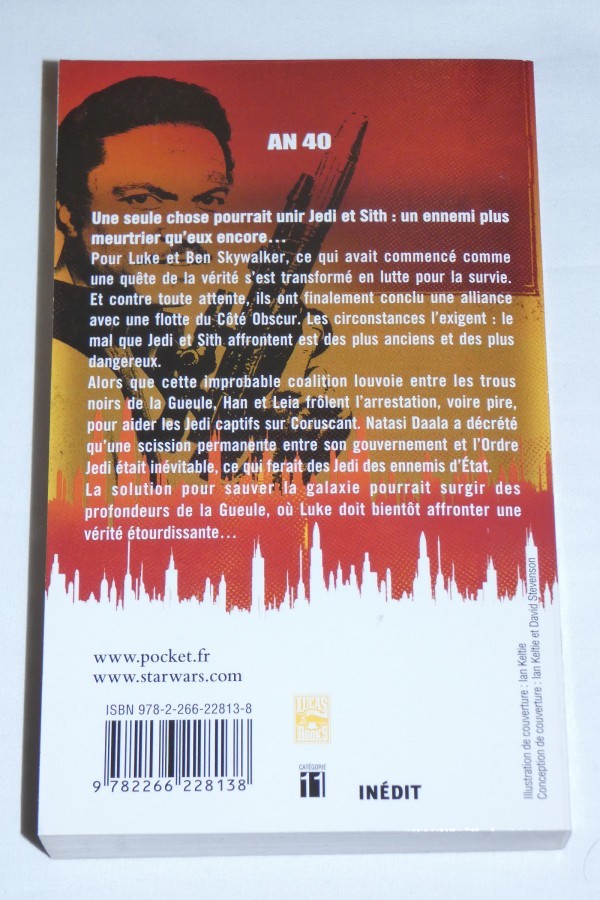 AN 40
Une seule chose pourrait unir Jedi et Sith : un ennemi plus
meurtrier qu'eux encore...
Pour Luke et Ben Skywalker, ce qui avait commencé comme
une quête de la vérité s'est transformé en lutte pour la survie.
Et contre toute attente, ils ont finalement conclu une alliance
avec une flotte du Côté Obscur. Les circonstances l'exigent : le
mal que Jedi et Sith affrontent est des plus anciens et des plus
dangereux.
Alors que cette improbable coalition louvoie entre les trous
noirs de la Gueule, Han et Leia frôlent l'arrestation, voire pire,
pour aider les Jedi captifs sur Coruscant. Natasi Daala a décrété
qu'une scission permanente entre son gouvernement et l'Ordre
Jedi était inévitable, ce qui ferait des Jedi des ennemis d'État.
La solution pour sauver la galaxie pourrait surgir des
profondeurs de la Gueule, où Luke doit bientôt affronter une
vérité étourdissante...
www.pocket.fr
www.starwars.com
ISBN 978-2-266-22813-8
9 782266 228138
LUCAS
BOOKS
CATÉGORIE
11
INÉDIT
Illustration de couverture : Ian Keltie
Conception de couverture : Ian Keltie et David Stevenson